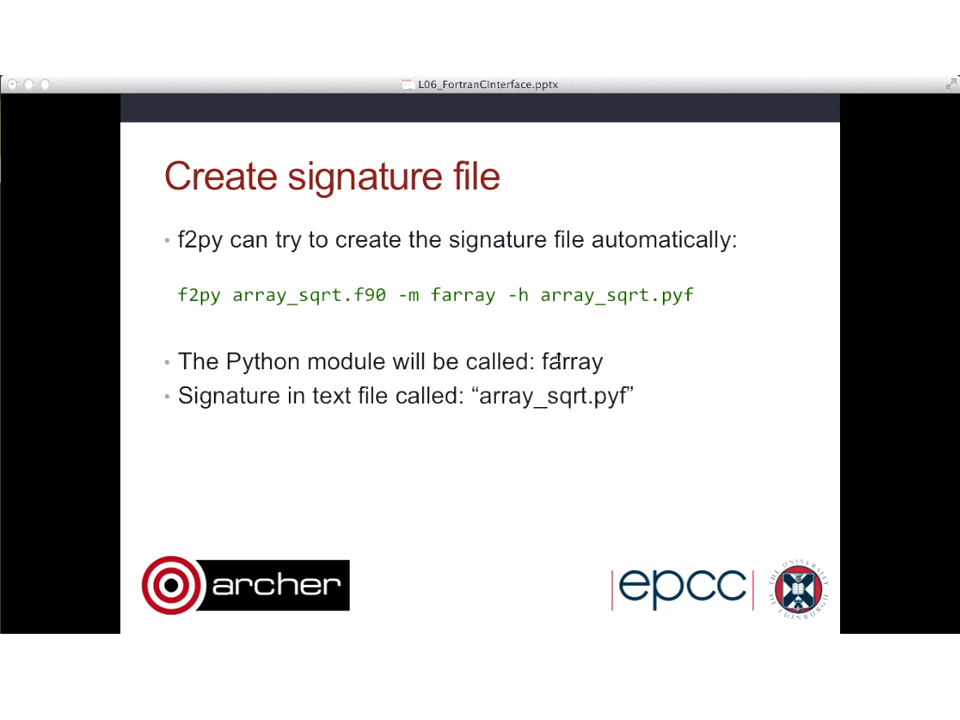 L06_FortranCInterface.pptx
Create signature file
• f2py can try to create the signature file automatically:
f2py array_sqrt.f90 -m farray -h array_sqrt.pyf
• The Python module will be called: farray
• Signature in text file called: “array_sqrt.pyf”
archer
|epcc|
THE UNIVERSITY OF EDINBURGH